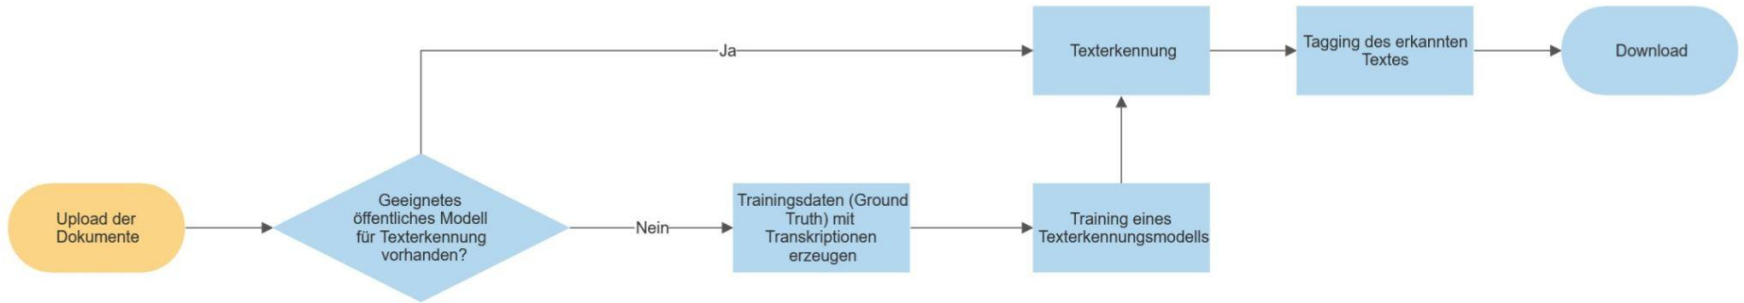 Upload der
Dokumente
Geeignetes
öffentliches Modell
für Texterkennung
vorhanden?
Ja
Nein
Trainingsdaten (Ground
Truth) mit
Transkriptionen
erzeugen
Training eines
Texterkennungsmodells
Texterkennung
Tagging des erkannten
Textes
Download